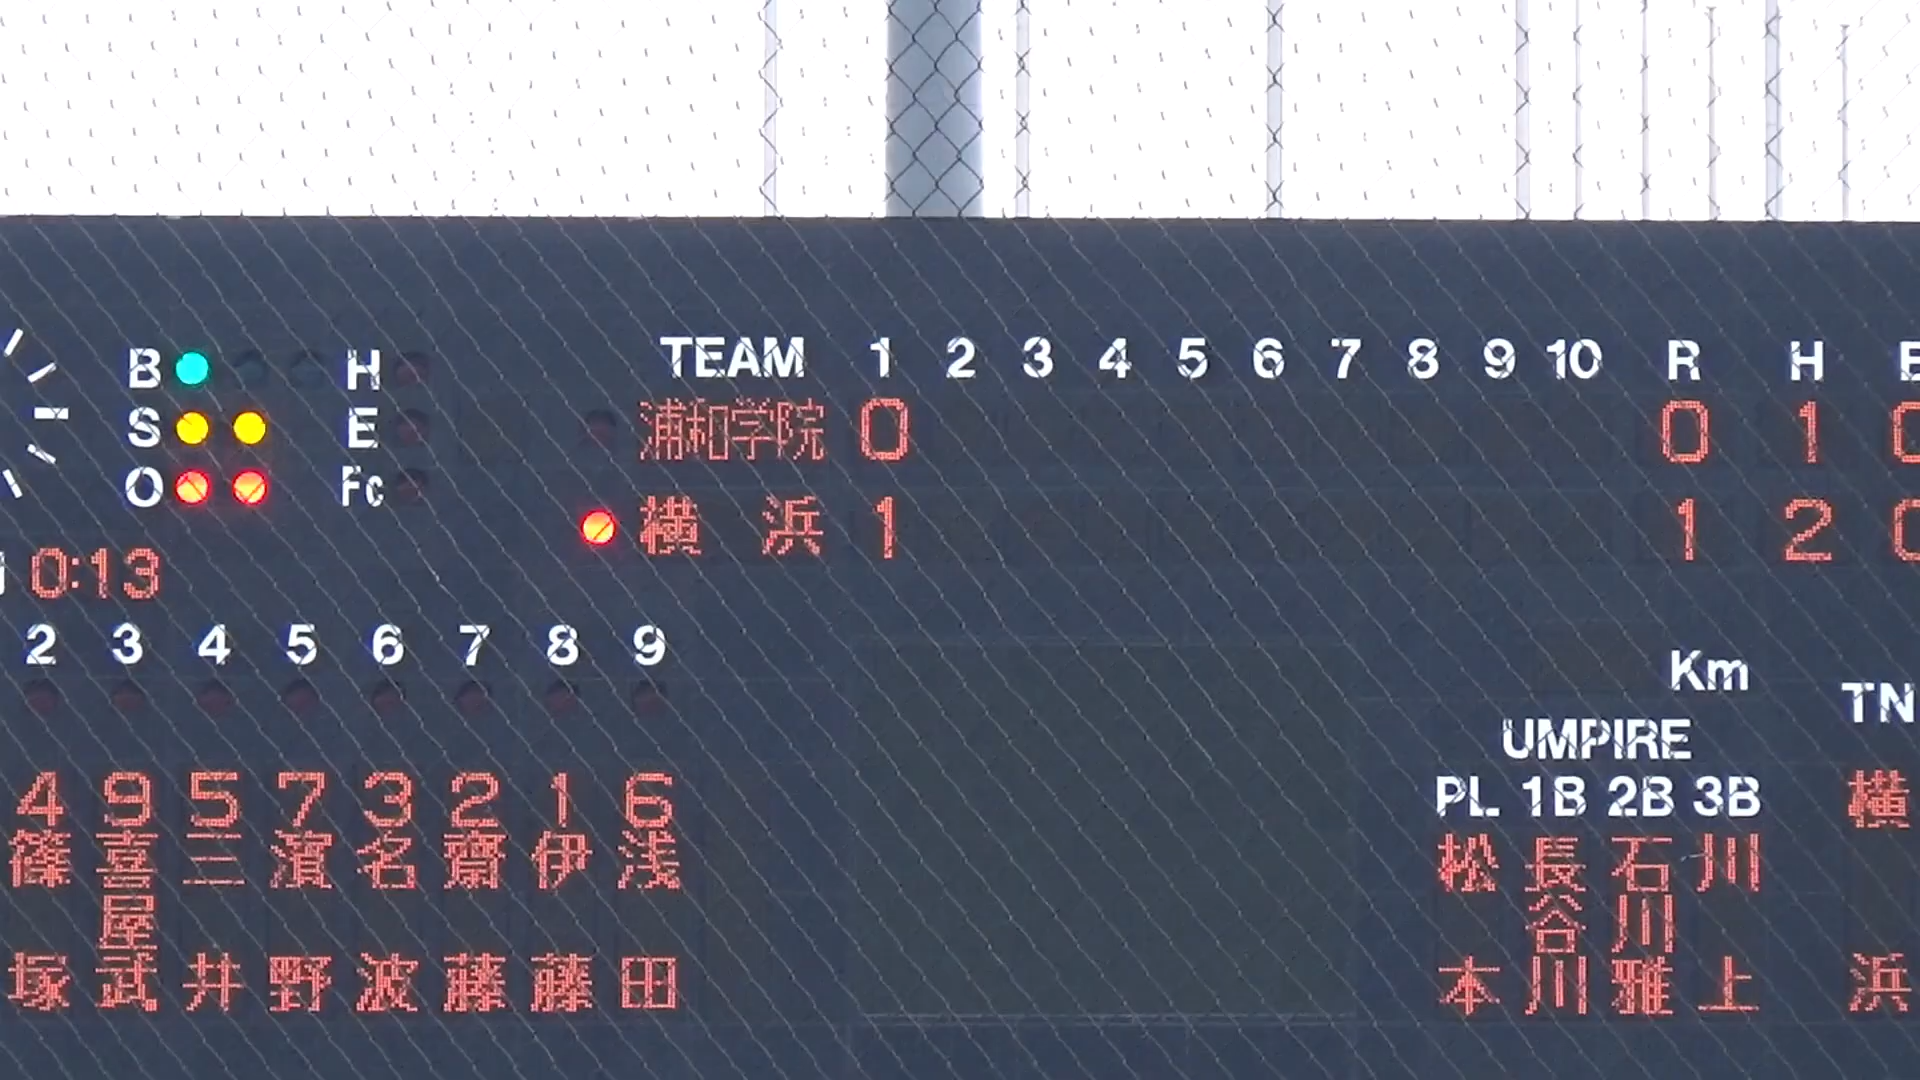 TEAM 1 2 3 4 5 6 7 8 9 10 R H
B H
浦和学院 0 0 1 0
S E
O Fc
横浜 1 1 2 0
0:13
2 3 4 5 6 7 8 9
Km
TN
UMPIRE
PL 1B 2B 3B
4 9 5 7 3 2 1 6
篠塚
喜屋武
三井
濱野
名波
齋藤
伊藤
浅田
松本
長谷川
石川雅
川上
横浜